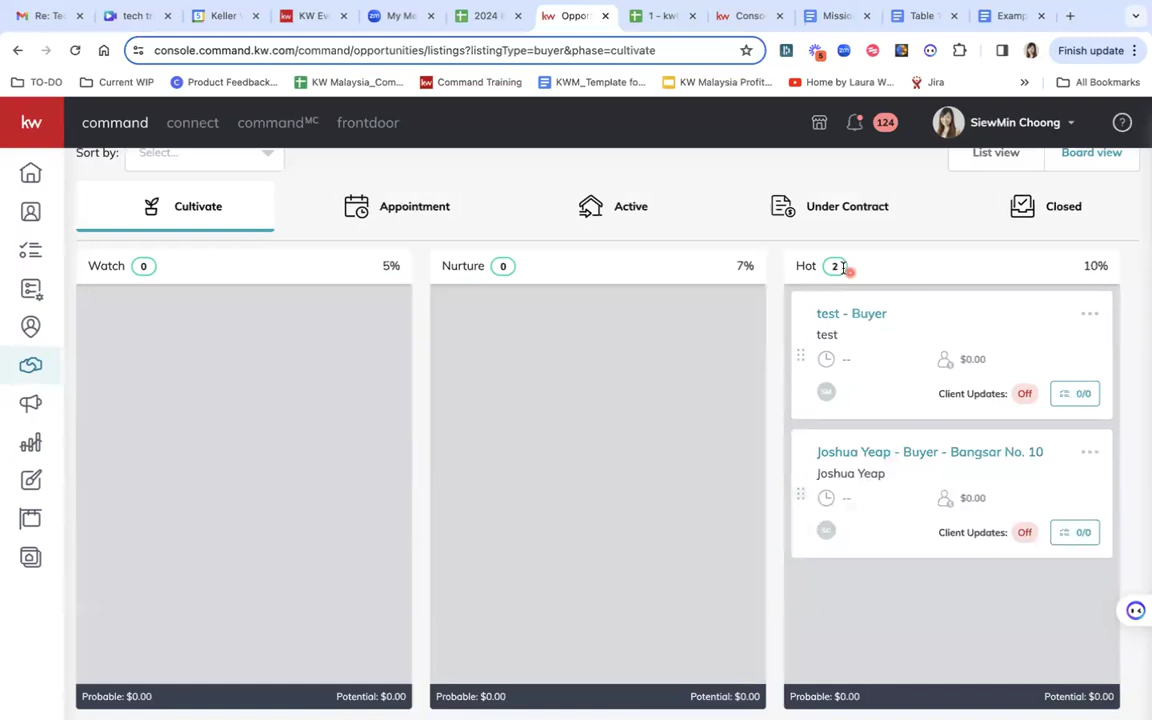 Re: Tec
tech tr
Keller
KW Ev
My Me
2024
Oppor
1 - kw
Conso
Missio
Table
Examp
console.command.kw.com/command/opportunities/listings?listingType=buyer&phase=cultivate
5
Finish update
TO-DO
Current WIP
Product Feedback...
KW Malaysia_Com...
Command Training
KWM_Template fo...
KW Malaysia Profit...
Home by Laura W...
Jira
All Bookmarks
kw
command
connect
commandMC
frontdoor
124
SiewMin Choong
Sort by:
Select...
List view
Board view
Cultivate
Appointment
Active
Under Contract
Closed
Watch 0 5%
Nurture 0 7%
Hot 2 10%
test - Buyer
test
--
$0.00
SM
Client Updates: Off 0/0
Joshua Yeap - Buyer - Bangsar No. 10
Joshua Yeap
--
$0.00
SC
Client Updates: Off 0/0
Probable: $0.00 Potential: $0.00
Probable: $0.00 Potential: $0.00
Probable: $0.00 Potential: $0.00